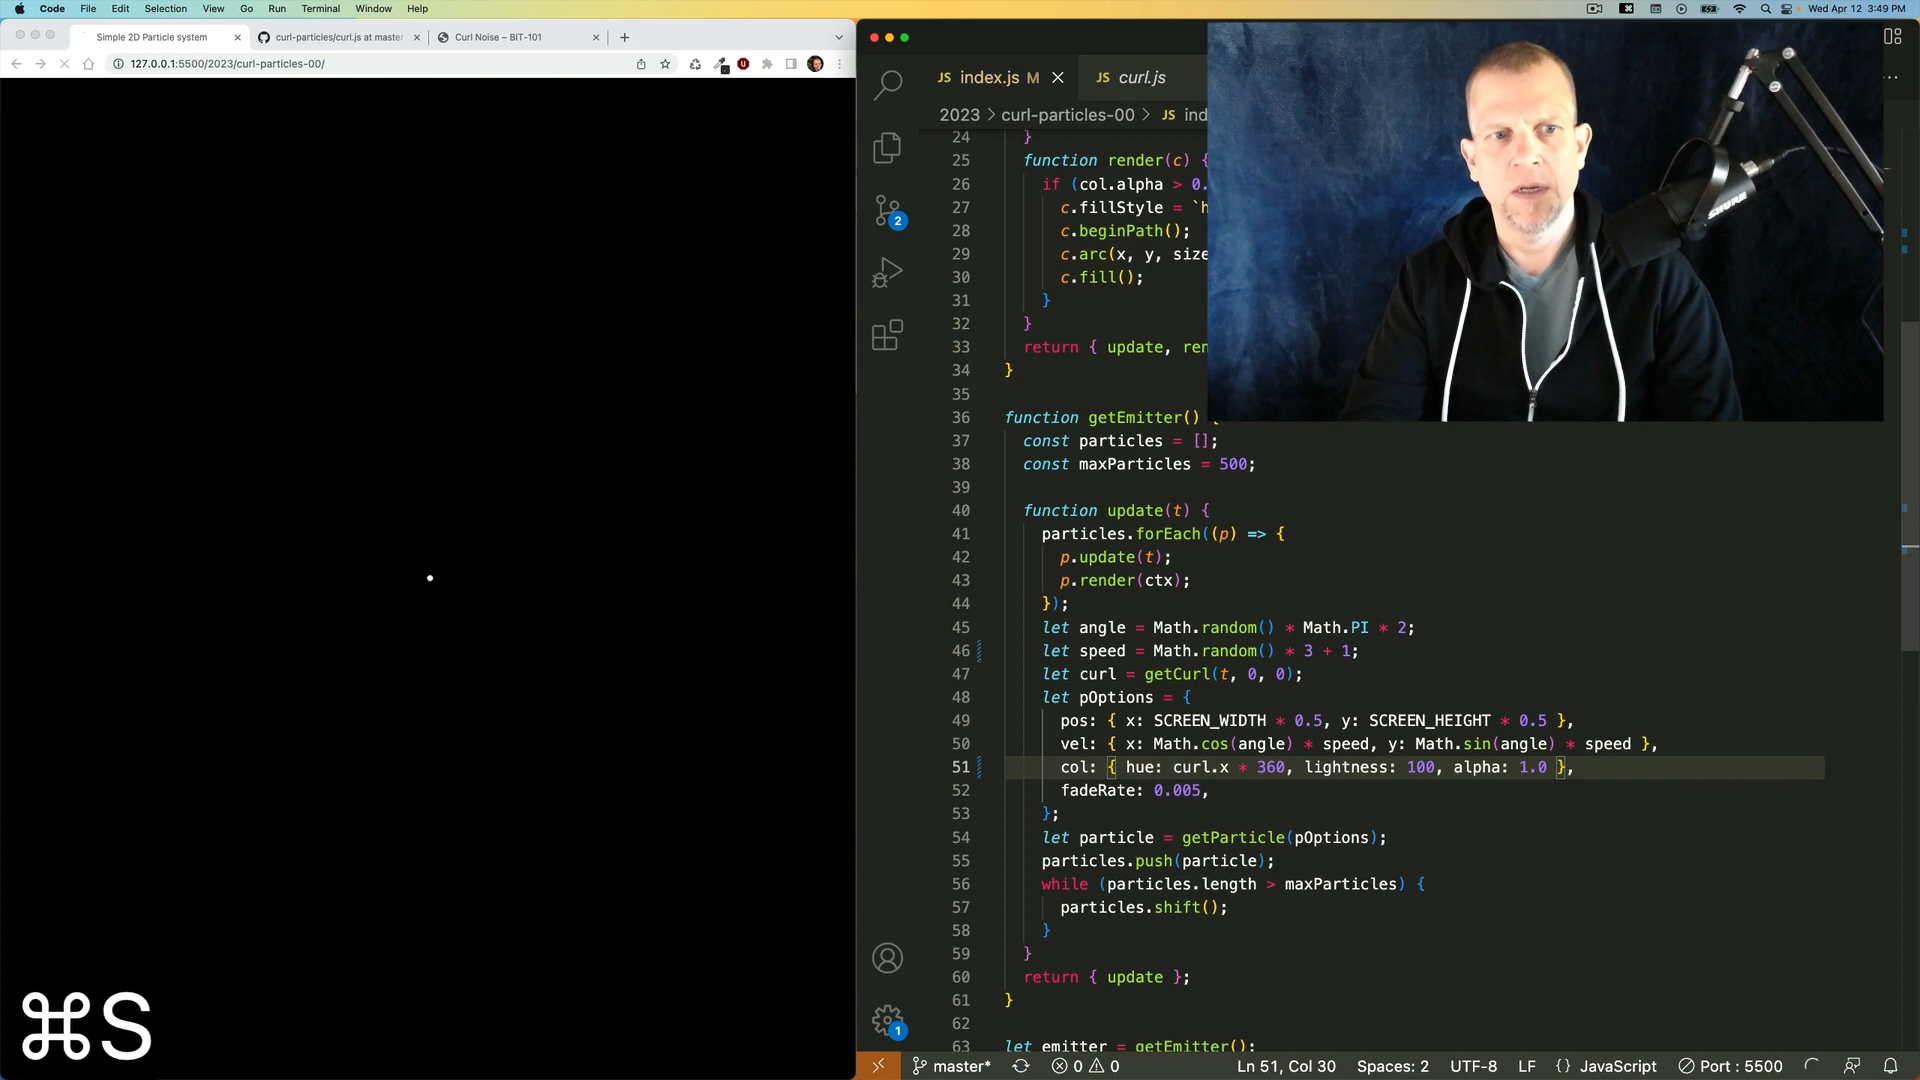 Code File Edit Selection View Go Run Terminal Window Help
Wed Apr 12 3:49 PM
Simple 2D Particle system
curl-particles/curl.js at master
Curl Noise – BIT-101
127.0.0.1:5500/2023/curl-particles-00/
JS index.js M
JS curl.js
2023 > curl-particles-00 > JS ind
24 }
25 function render(c) {
26 if (col.alpha > 0.
27 c.fillStyle = `h
28 c.beginPath();
29 c.arc(x, y, size
30 c.fill();
31 }
32 }
33 return { update, ren
34 }
35
36 function getEmitter() {
37 const particles = [];
38 const maxParticles = 500;
39
40 function update(t) {
41 particles.forEach((p) => {
42 p.update(t);
43 p.render(ctx);
44 });
45 let angle = Math.random() * Math.PI * 2;
46 let speed = Math.random() * 3 + 1;
47 let curl = getCurl(t, 0, 0);
48 let pOptions = {
49 pos: { x: SCREEN_WIDTH * 0.5, y: SCREEN_HEIGHT * 0.5 },
50 vel: { x: Math.cos(angle) * speed, y: Math.sin(angle) * speed },
51 col: { hue: curl.x * 360, lightness: 100, alpha: 1.0 },
52 fadeRate: 0.005,
53 };
54 let particle = getParticle(pOptions);
55 particles.push(particle);
56 while (particles.length > maxParticles) {
57 particles.shift();
58 }
59 }
60 return { update };
61 }
62
63 let emitter = getEmitter();
2
1
SHURE
⌘S
master* 0 0 Ln 51, Col 30 Spaces: 2 UTF-8 LF {} JavaScript Port : 5500